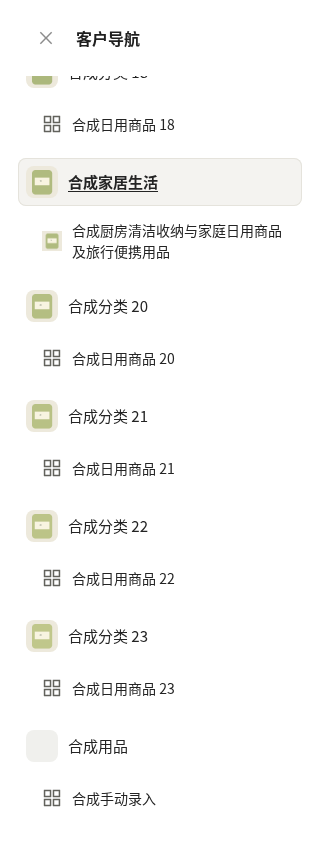 客户导航
合成日用商品 18
合成家居生活
合成厨房清洁收纳与家庭日用商品
及旅行便携用品
合成分类 20
合成日用商品 20
合成分类 21
合成日用商品 21
合成分类 22
合成日用商品 22
合成分类 23
合成日用商品 23
合成用品
合成手动录入